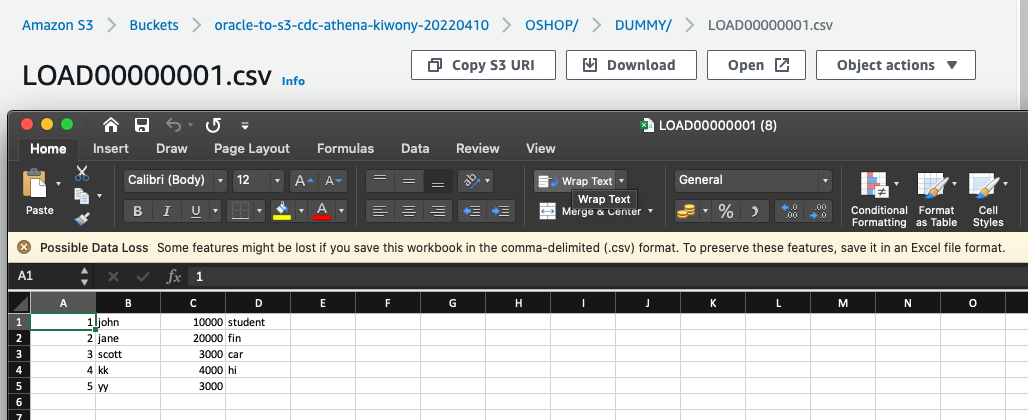 Amazon S3 > Buckets > oracle-to-s3-cdc-athena-kiwony-20220410 > OSHOP/ > DUMMY/ > LOAD00000001.csv
LOAD00000001.csv Info Copy S3 URI Download Open Object actions ▼
LOAD00000001 (8)
Home Insert Draw Page Layout Formulas Data Review View
Paste Calibri (Body) 12 A A Wrap Text General
Wrap Text
B I U A Merge & Center % Conditional Formatting Format as Table Cell Styles
Possible Data Loss Some features might be lost if you save this workbook in the comma-delimited (.csv) format. To preserve these features, save it in an Excel file format.
A1 fx 1
A B C D E F G H I J K L M N O
1 1 john 10000 student
2 2 jane 20000 fin
3 3 scott 3000 car
4 4 kk 4000 hi
5 5 yy 3000
6
7